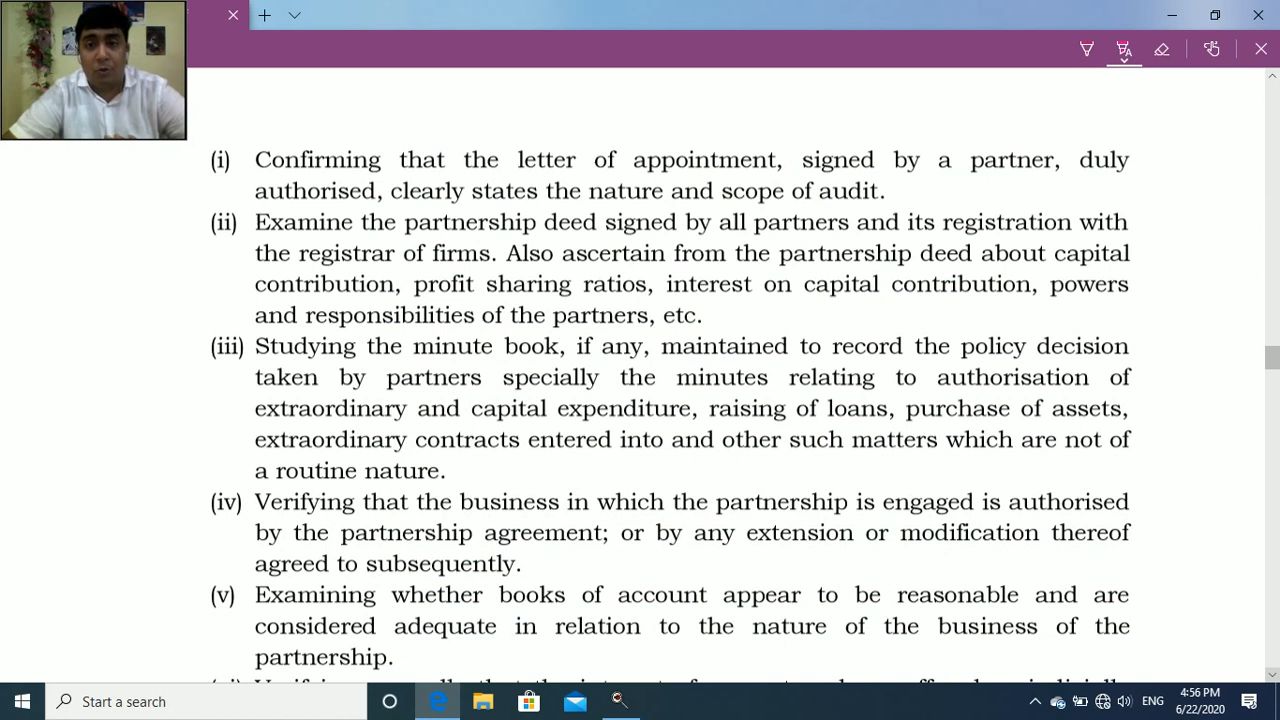 (i) Confirming that the letter of appointment, signed by a partner, duly
authorised, clearly states the nature and scope of audit.
(ii) Examine the partnership deed signed by all partners and its registration with
the registrar of firms. Also ascertain from the partnership deed about capital
contribution, profit sharing ratios, interest on capital contribution, powers
and responsibilities of the partners, etc.
(iii) Studying the minute book, if any, maintained to record the policy decision
taken by partners specially the minutes relating to authorisation of
extraordinary and capital expenditure, raising of loans, purchase of assets,
extraordinary contracts entered into and other such matters which are not of
a routine nature.
(iv) Verifying that the business in which the partnership is engaged is authorised
by the partnership agreement; or by any extension or modification thereof
agreed to subsequently.
(v) Examining whether books of account appear to be reasonable and are
considered adequate in relation to the nature of the business of the
partnership.
Start a search
ENG
4:56 PM
6/22/2020